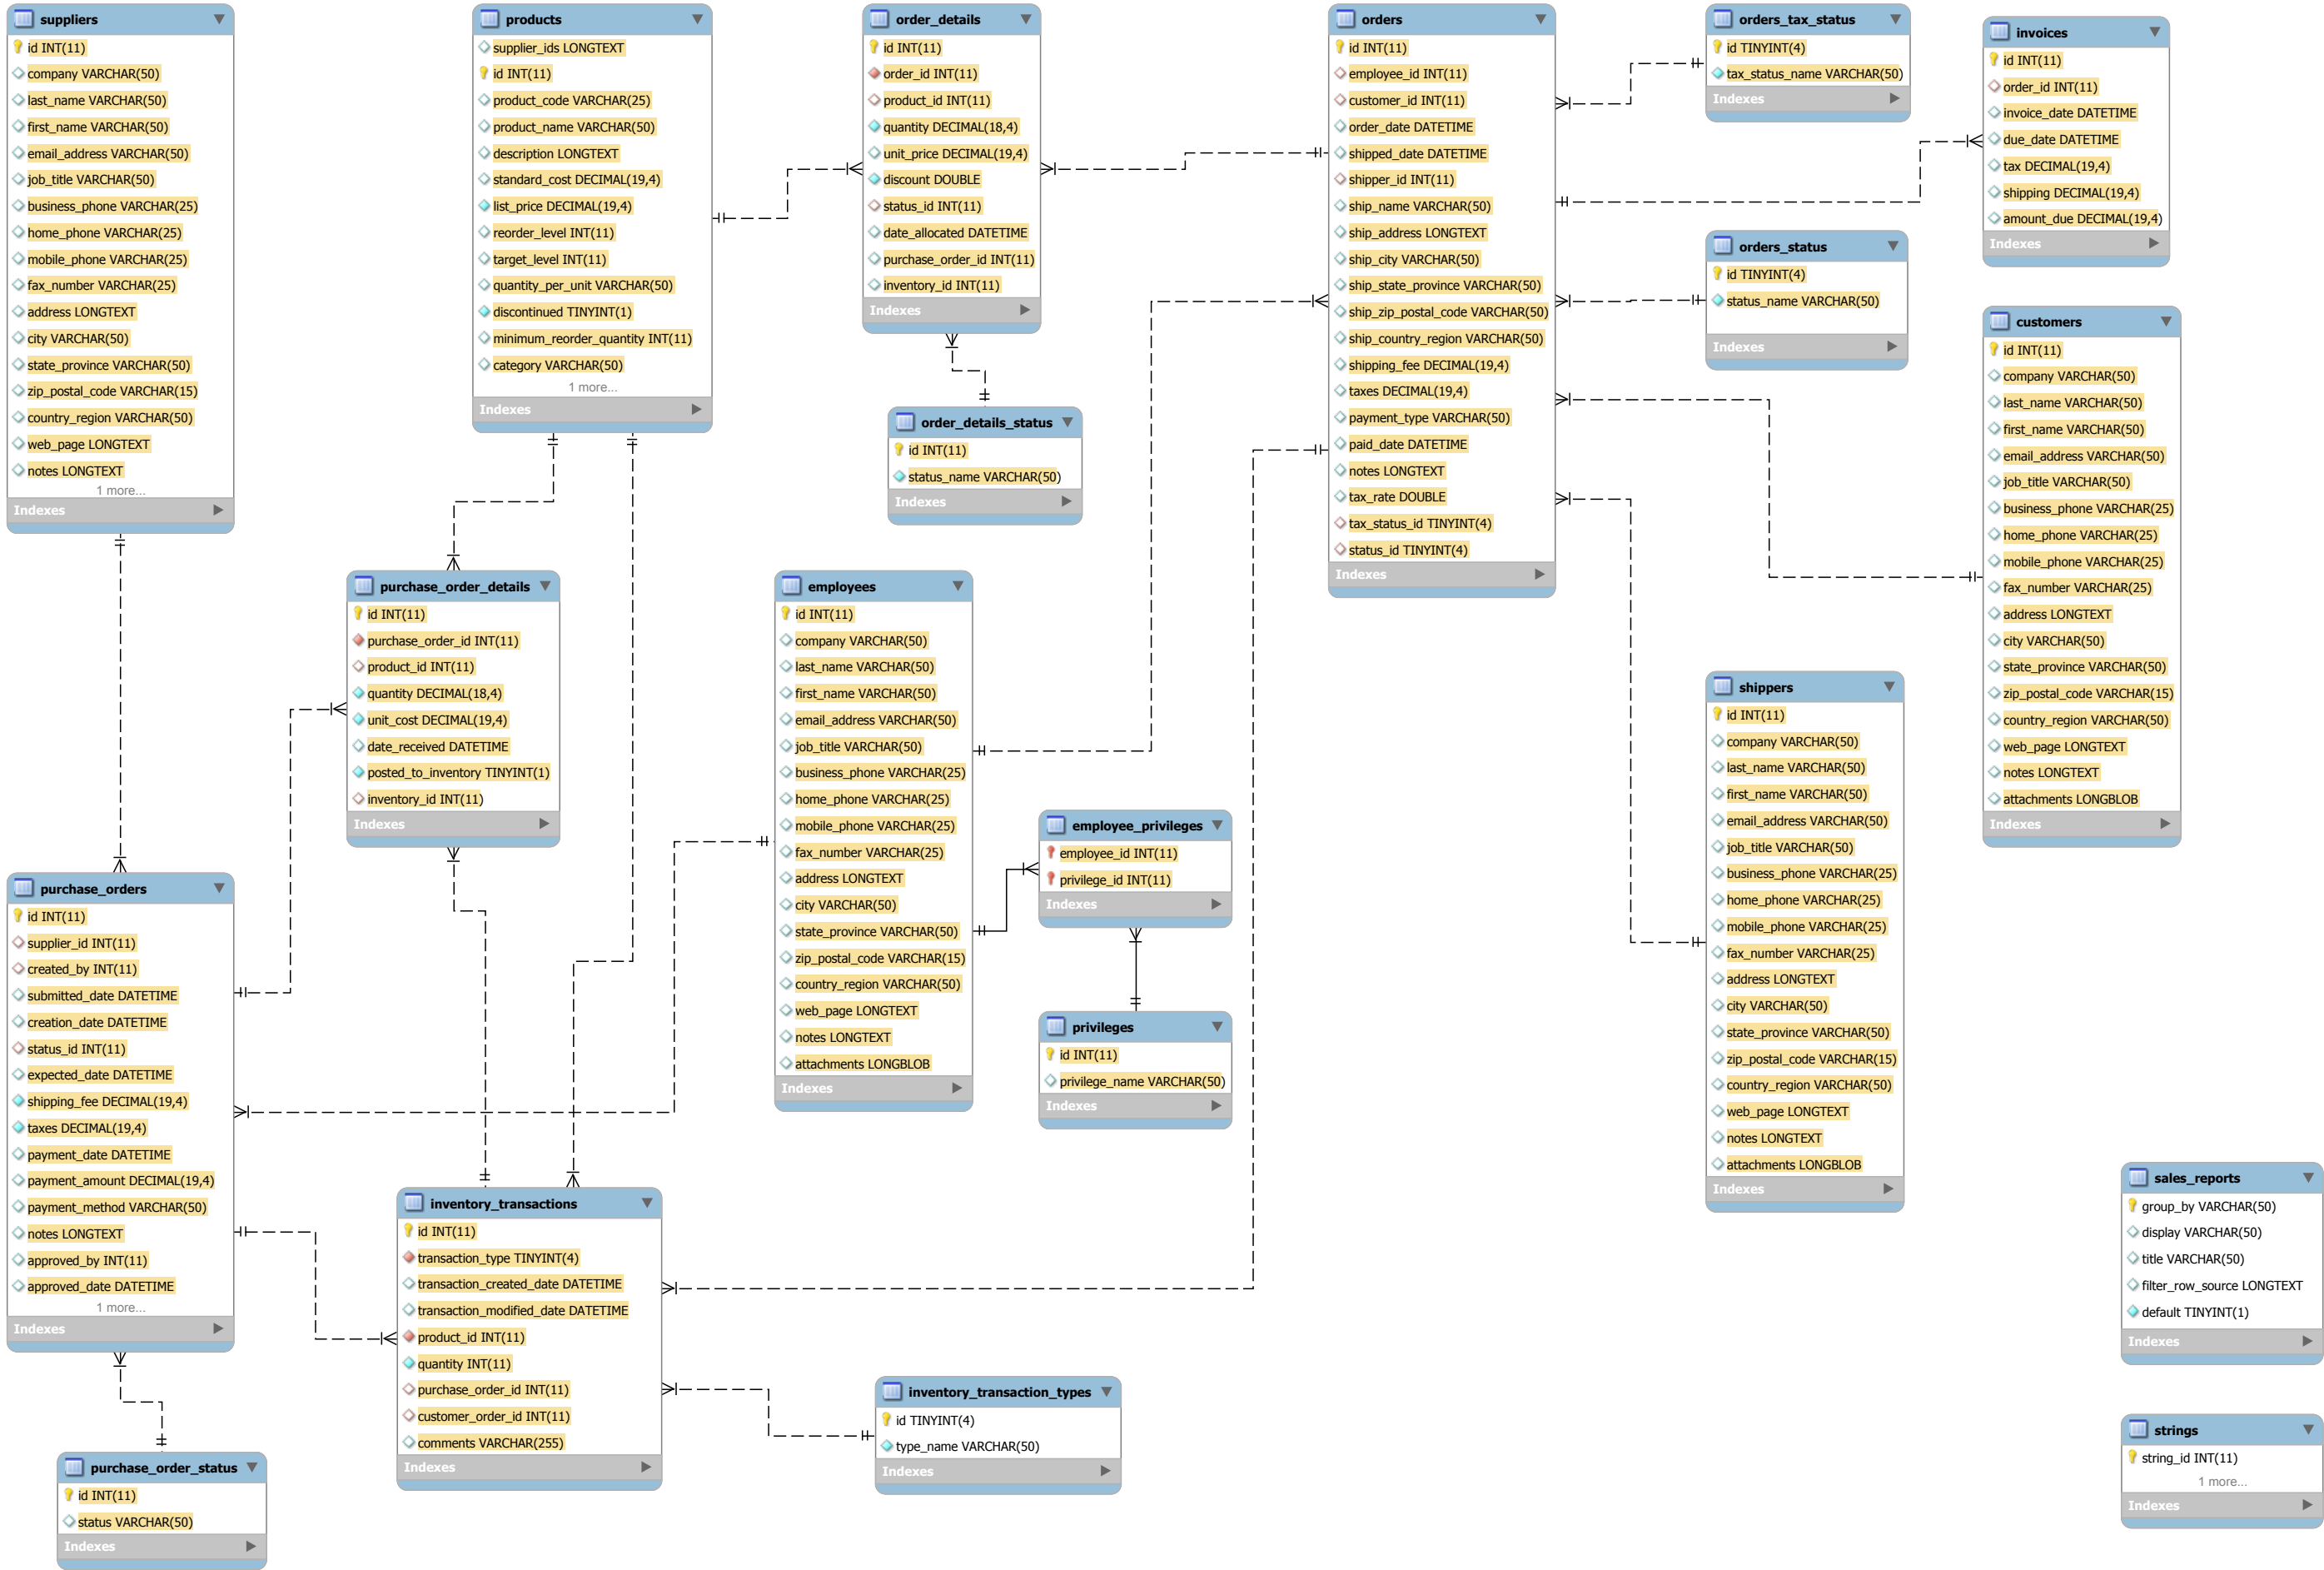 suppliers
id INT(11)
company VARCHAR(50)
last_name VARCHAR(50)
first_name VARCHAR(50)
email_address VARCHAR(50)
job_title VARCHAR(50)
business_phone VARCHAR(25)
home_phone VARCHAR(25)
mobile_phone VARCHAR(25)
fax_number VARCHAR(25)
address LONGTEXT
city VARCHAR(50)
state_province VARCHAR(50)
zip_postal_code VARCHAR(15)
country_region VARCHAR(50)
web_page LONGTEXT
notes LONGTEXT
1 more...
Indexes
products
supplier_ids LONGTEXT
id INT(11)
product_code VARCHAR(25)
product_name VARCHAR(50)
description LONGTEXT
standard_cost DECIMAL(19,4)
list_price DECIMAL(19,4)
reorder_level INT(11)
target_level INT(11)
quantity_per_unit VARCHAR(50)
discontinued TINYINT(1)
minimum_reorder_quantity INT(11)
category VARCHAR(50)
1 more...
Indexes
order_details
id INT(11)
order_id INT(11)
product_id INT(11)
quantity DECIMAL(18,4)
unit_price DECIMAL(19,4)
discount DOUBLE
status_id INT(11)
date_allocated DATETIME
purchase_order_id INT(11)
inventory_id INT(11)
Indexes
orders
id INT(11)
employee_id INT(11)
customer_id INT(11)
order_date DATETIME
shipped_date DATETIME
shipper_id INT(11)
ship_name VARCHAR(50)
ship_address LONGTEXT
ship_city VARCHAR(50)
ship_state_province VARCHAR(50)
ship_zip_postal_code VARCHAR(50)
ship_country_region VARCHAR(50)
shipping_fee DECIMAL(19,4)
taxes DECIMAL(19,4)
payment_type VARCHAR(50)
paid_date DATETIME
notes LONGTEXT
tax_rate DOUBLE
tax_status_id TINYINT(4)
status_id TINYINT(4)
Indexes
orders_tax_status
id TINYINT(4)
tax_status_name VARCHAR(50)
Indexes
invoices
id INT(11)
order_id INT(11)
invoice_date DATETIME
due_date DATETIME
tax DECIMAL(19,4)
shipping DECIMAL(19,4)
amount_due DECIMAL(19,4)
Indexes
orders_status
id TINYINT(4)
status_name VARCHAR(50)
Indexes
customers
id INT(11)
company VARCHAR(50)
last_name VARCHAR(50)
first_name VARCHAR(50)
email_address VARCHAR(50)
job_title VARCHAR(50)
business_phone VARCHAR(25)
home_phone VARCHAR(25)
mobile_phone VARCHAR(25)
fax_number VARCHAR(25)
address LONGTEXT
city VARCHAR(50)
state_province VARCHAR(50)
zip_postal_code VARCHAR(15)
country_region VARCHAR(50)
web_page LONGTEXT
notes LONGTEXT
attachments LONGBLOB
Indexes
order_details_status
id INT(11)
status_name VARCHAR(50)
Indexes
purchase_order_details
id INT(11)
purchase_order_id INT(11)
product_id INT(11)
quantity DECIMAL(18,4)
unit_cost DECIMAL(19,4)
date_received DATETIME
posted_to_inventory TINYINT(1)
inventory_id INT(11)
Indexes
employees
id INT(11)
company VARCHAR(50)
last_name VARCHAR(50)
first_name VARCHAR(50)
email_address VARCHAR(50)
job_title VARCHAR(50)
business_phone VARCHAR(25)
home_phone VARCHAR(25)
mobile_phone VARCHAR(25)
fax_number VARCHAR(25)
address LONGTEXT
city VARCHAR(50)
state_province VARCHAR(50)
zip_postal_code VARCHAR(15)
country_region VARCHAR(50)
web_page LONGTEXT
notes LONGTEXT
attachments LONGBLOB
Indexes
employee_privileges
employee_id INT(11)
privilege_id INT(11)
Indexes
privileges
id INT(11)
privilege_name VARCHAR(50)
Indexes
shippers
id INT(11)
company VARCHAR(50)
last_name VARCHAR(50)
first_name VARCHAR(50)
email_address VARCHAR(50)
job_title VARCHAR(50)
business_phone VARCHAR(25)
home_phone VARCHAR(25)
mobile_phone VARCHAR(25)
fax_number VARCHAR(25)
address LONGTEXT
city VARCHAR(50)
state_province VARCHAR(50)
zip_postal_code VARCHAR(15)
country_region VARCHAR(50)
web_page LONGTEXT
notes LONGTEXT
attachments LONGBLOB
Indexes
purchase_orders
id INT(11)
supplier_id INT(11)
created_by INT(11)
submitted_date DATETIME
creation_date DATETIME
status_id INT(11)
expected_date DATETIME
shipping_fee DECIMAL(19,4)
taxes DECIMAL(19,4)
payment_date DATETIME
payment_amount DECIMAL(19,4)
payment_method VARCHAR(50)
notes LONGTEXT
approved_by INT(11)
approved_date DATETIME
1 more...
Indexes
inventory_transactions
id INT(11)
transaction_type TINYINT(4)
transaction_created_date DATETIME
transaction_modified_date DATETIME
product_id INT(11)
quantity INT(11)
purchase_order_id INT(11)
customer_order_id INT(11)
comments VARCHAR(255)
Indexes
inventory_transaction_types
id TINYINT(4)
type_name VARCHAR(50)
Indexes
sales_reports
group_by VARCHAR(50)
display VARCHAR(50)
title VARCHAR(50)
filter_row_source LONGTEXT
default TINYINT(1)
Indexes
strings
string_id INT(11)
1 more...
Indexes
purchase_order_status
id INT(11)
status VARCHAR(50)
Indexes